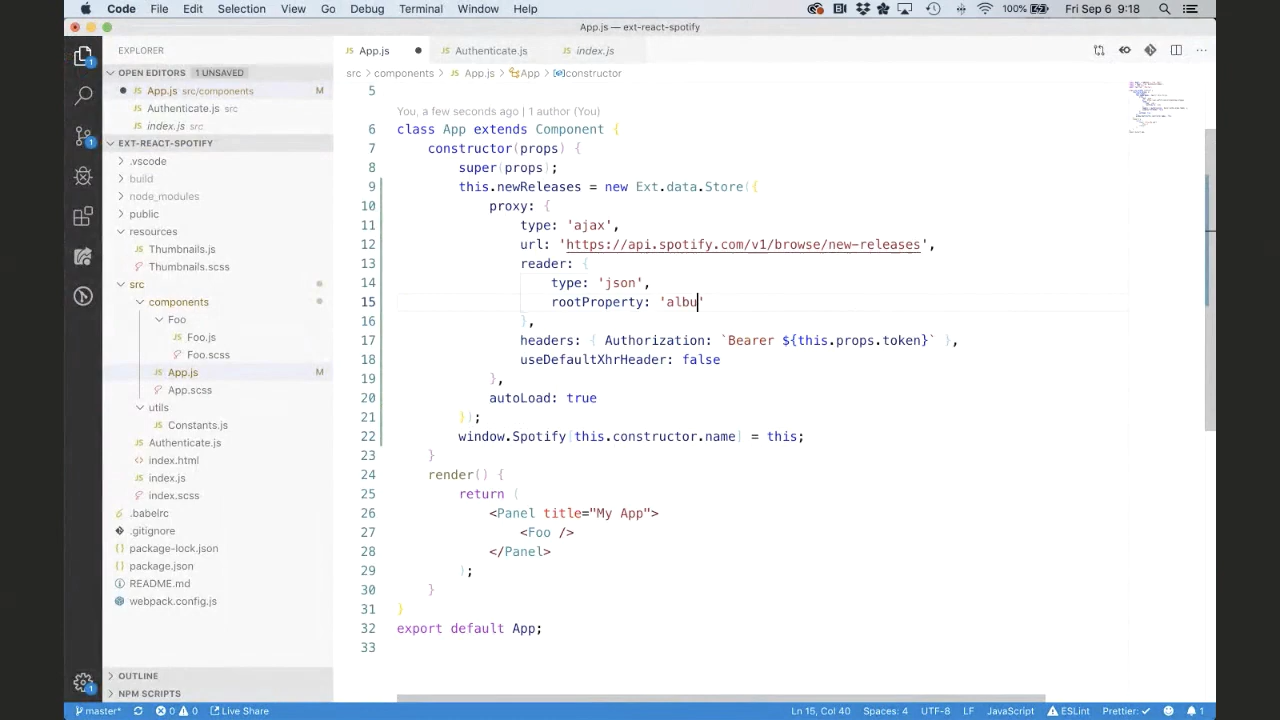 Code File Edit Selection View Go Debug Terminal Window Help 100% Fri Sep 6 9:18
App.js — ext-react-spotify
EXPLORER
OPEN EDITORS 1 UNSAVED
App.js src/components M
Authenticate.js src
index.js src
EXT-REACT-SPOTIFY
.vscode
build
node_modules
public
resources
Thumbnails.js
Thumbnails.scss
src
components
Foo
Foo.js
Foo.scss
App.js M
App.scss
utils
Constants.js
Authenticate.js
index.html
index.js
index.scss
.babelrc
.gitignore
package-lock.json
package.json
README.md
webpack.config.js
OUTLINE
NPM SCRIPTS
JS App.js JS Authenticate.js JS index.js
src > components > JS App.js > App > constructor
5
You, a few seconds ago | 1 author (You)
6 class App extends Component {
7 constructor(props) {
8 super(props);
9 this.newReleases = new Ext.data.Store({
10 proxy: {
11 type: 'ajax',
12 url: 'https://api.spotify.com/v1/browse/new-releases',
13 reader: {
14 type: 'json',
15 rootProperty: 'albu'
16 },
17 headers: { Authorization: `Bearer ${this.props.token}` },
18 useDefaultXhrHeader: false
19 },
20 autoLoad: true
21 });
22 window.Spotify[this.constructor.name] = this;
23 }
24 render() {
25 return (
26 <Panel title="My App">
27 <Foo />
28 </Panel>
29 );
30 }
31 }
32 export default App;
33
master* 0 0 Live Share Ln 15, Col 40 Spaces: 4 UTF-8 LF JavaScript ESLint Prettier: ✓ 1